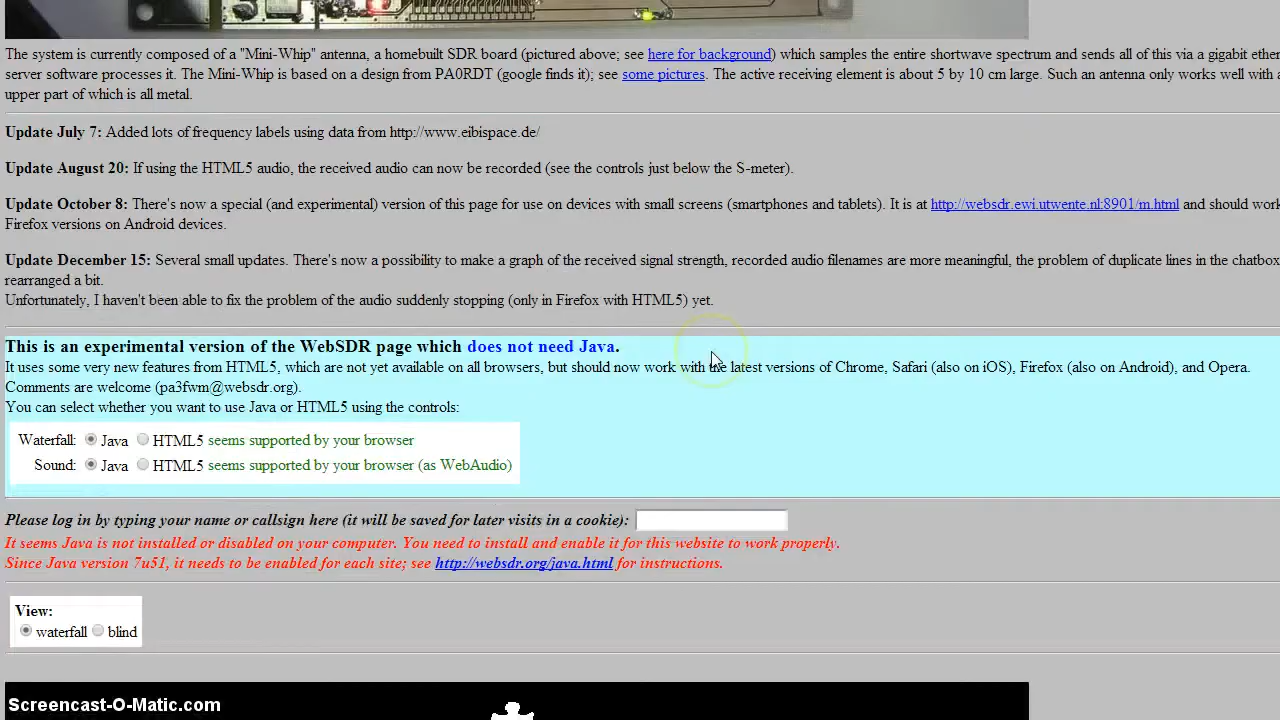 The system is currently composed of a "Mini-Whip" antenna, a homebuilt SDR board (pictured above; see here for background) which samples the entire shortwave spectrum and sends all of this via a gigabit
server software processes it. The Mini-Whip is based on a design from PA0RDT (google finds it); see some pictures. The active receiving element is about 5 by 10 cm large. Such an antenna only works well with
upper part of which is all metal.
Update July 7: Added lots of frequency labels using data from http://www.eibispace.de/
Update August 20: If using the HTML5 audio, the received audio can now be recorded (see the controls just below the S-meter).
Update October 8: There's now a special (and experimental) version of this page for use on devices with small screens (smartphones and tablets). It is at http://websdr.ewi.utwente.nl:8901/m.html and should work
Firefox versions on Android devices.
Update December 15: Several small updates. There's now a possibility to make a graph of the received signal strength, recorded audio filenames are more meaningful, the problem of duplicate lines in the chatbox
rearranged a bit.
Unfortunately, I haven't been able to fix the problem of the audio suddenly stopping (only in Firefox with HTML5) yet.
This is an experimental version of the WebSDR page which does not need Java.
It uses some very new features from HTML5, which are not yet available on all browsers, but should now work with the latest versions of Chrome, Safari (also on iOS), Firefox (also on Android), and Opera.
Comments are welcome (pa3fwm@websdr.org).
You can select whether you want to use Java or HTML5 using the controls:
Waterfall: Java HTML5 seems supported by your browser
Sound: Java HTML5 seems supported by your browser (as WebAudio)
Please log in by typing your name or callsign here (it will be saved for later visits in a cookie):
It seems Java is not installed or disabled on your computer. You need to install and enable it for this website to work properly.
Since Java version 7u51, it needs to be enabled for each site; see http://websdr.org/java.html for instructions.
View:
waterfall blind
Screencast-O-Matic.com